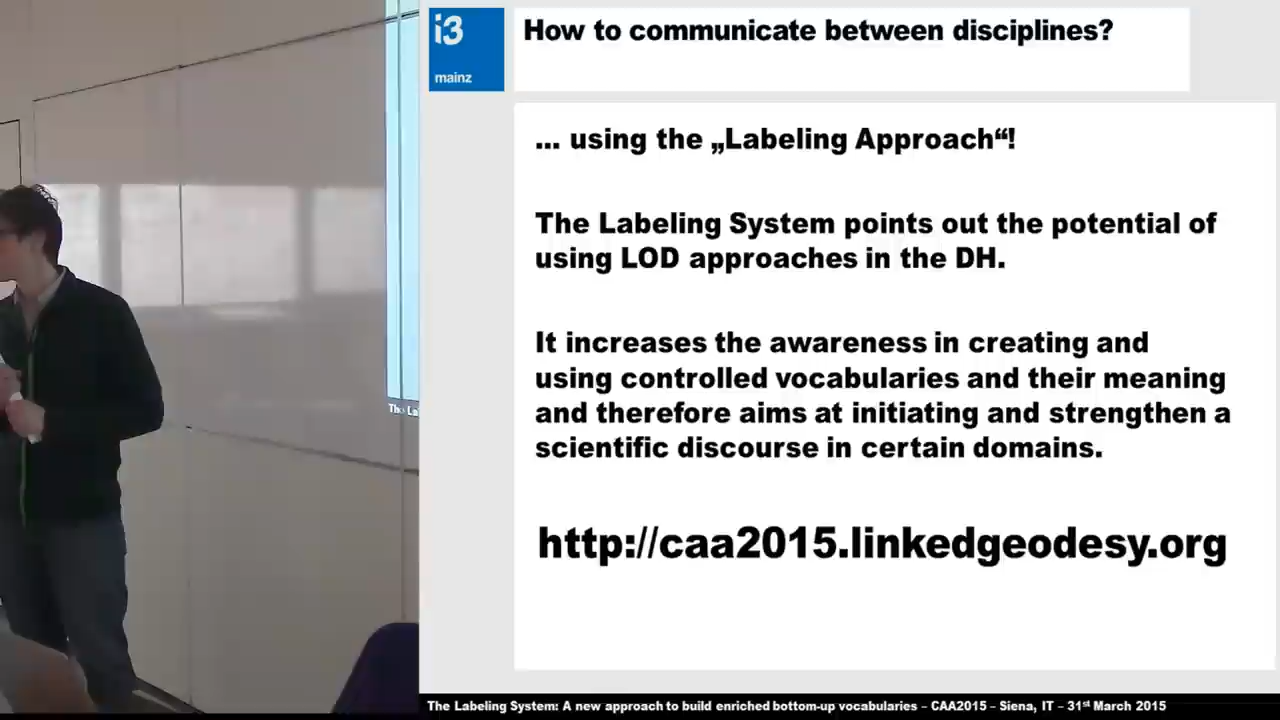 i3
mainz
How to communicate between disciplines?
... using the „Labeling Approach“!
The Labeling System points out the potential of
using LOD approaches in the DH.
It increases the awareness in creating and
using controlled vocabularies and their meaning
and therefore aims at initiating and strengthen a
scientific discourse in certain domains.
http://caa2015.linkedgeodesy.org
The La
The Labeling System: A new approach to build enriched bottom-up vocabularies – CAA2015 – Siena, IT – 31st March 2015